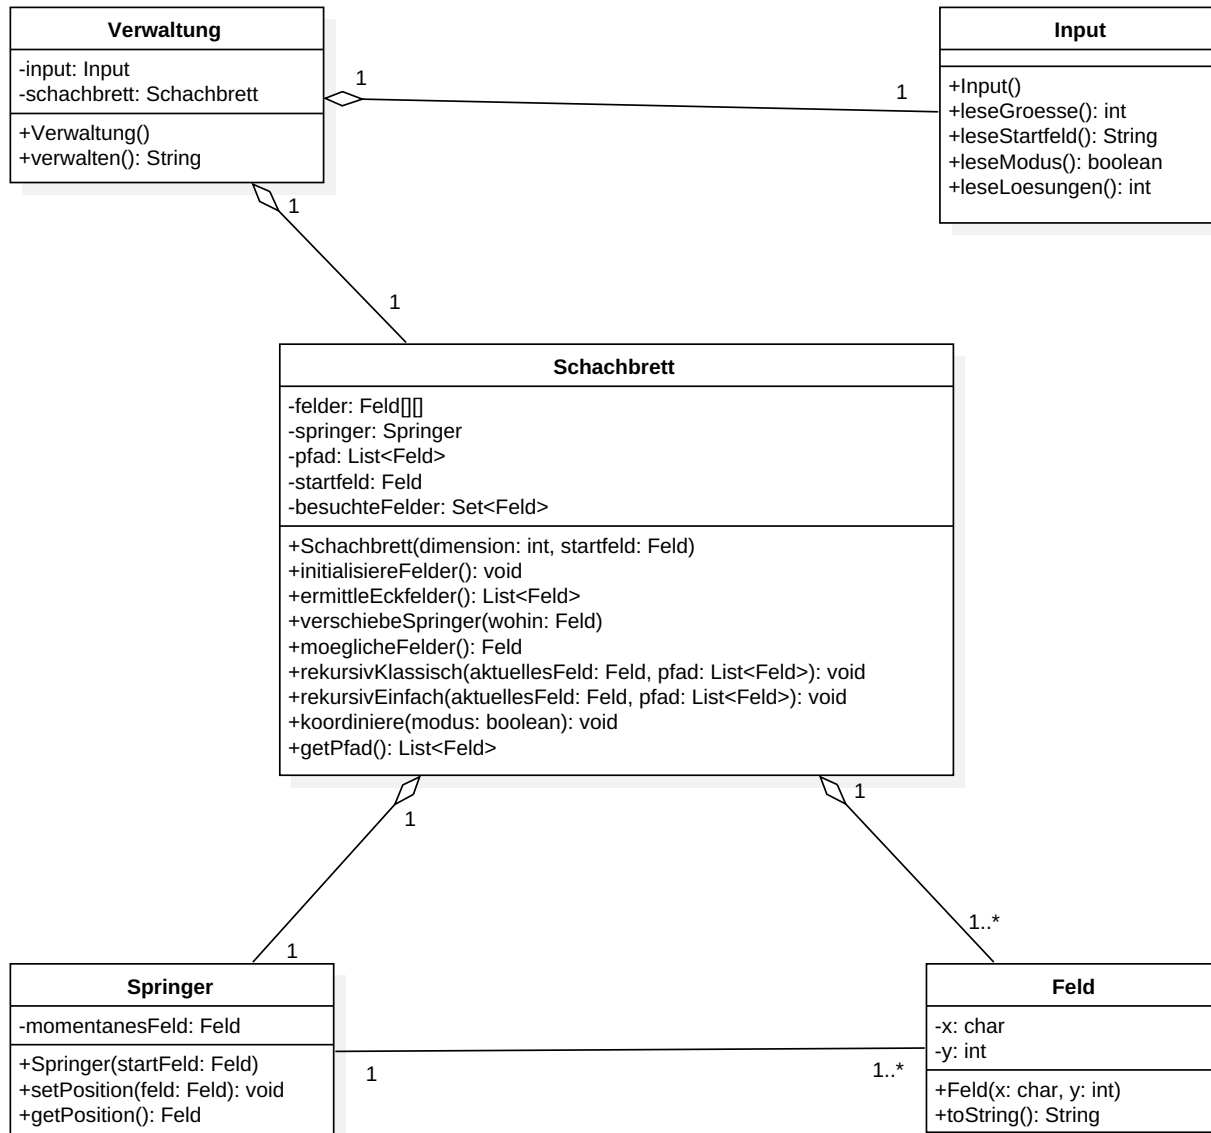 Verwaltung
-input: Input
-schachbrett: Schachbrett
+Verwaltung()
+verwalten(): String
1
1
Input
+Input()
+leseGroesse(): int
+leseStartfeld(): String
+leseModus(): boolean
+leseLoesungen(): int
1
1
Schachbrett
-felder: Feld[][]
-springer: Springer
-pfad: List<Feld>
-startfeld: Feld
-besuchteFelder: Set<Feld>
+Schachbrett(dimension: int, startfeld: Feld)
+initialisiereFelder(): void
+ermittleEckfelder(): List<Feld>
+verschiebeSpringer(wohin: Feld)
+moeglicheFelder(): Feld
+rekursivKlassisch(aktuellesFeld: Feld, pfad: List<Feld>): void
+rekursivEinfach(aktuellesFeld: Feld, pfad: List<Feld>): void
+koordiniere(modus: boolean): void
+getPfad(): List<Feld>
1
1
1
1..*
Springer
-momentanesFeld: Feld
+Springer(startFeld: Feld)
+setPosition(feld: Feld): void
+getPosition(): Feld
1
1..*
Feld
-x: char
-y: int
+Feld(x: char, y: int)
+toString(): String